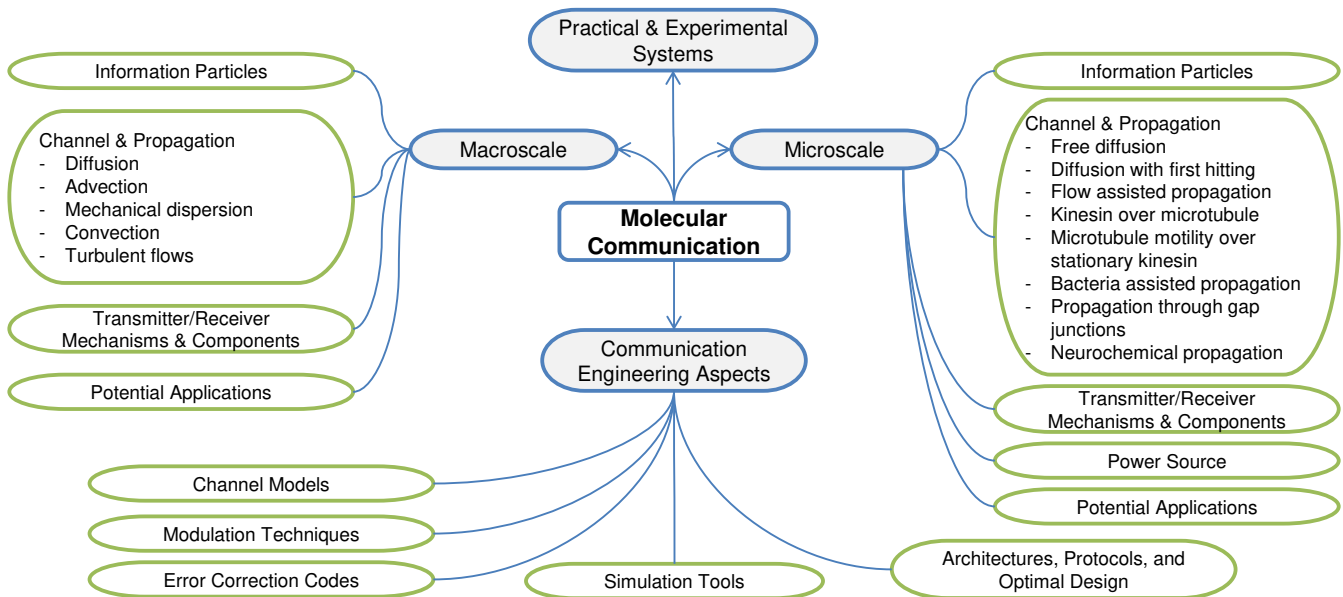 Practical & Experimental
Systems
Information Particles
Channel & Propagation
- Diffusion
- Advection
- Mechanical dispersion
- Convection
- Turbulent flows
Transmitter/Receiver
Mechanisms & Components
Potential Applications
Macroscale
Microscale
Molecular
Communication
Information Particles
Channel & Propagation
- Free diffusion
- Diffusion with first hitting
- Flow assisted propagation
- Kinesin over microtubule
- Microtubule motility over
stationary kinesin
- Bacteria assisted propagation
- Propagation through gap
junctions
- Neurochemical propagation
Transmitter/Receiver
Mechanisms & Components
Power Source
Potential Applications
Communication
Engineering Aspects
Channel Models
Modulation Techniques
Error Correction Codes
Simulation Tools
Architectures, Protocols, and
Optimal Design